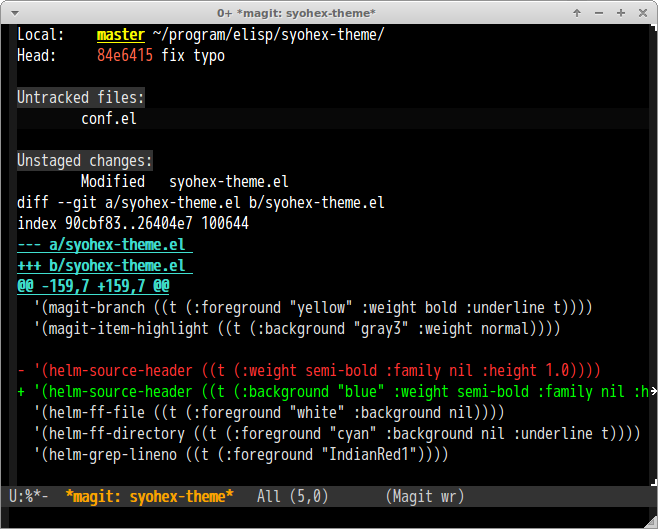 0+ *magit: syohex-theme*
Local:    master ~/program/elisp/syohex-theme/
Head:     84e6415 fix typo
Untracked files:
        conf.el
Unstaged changes:
        Modified   syohex-theme.el
diff --git a/syohex-theme.el b/syohex-theme.el
index 90cbf83..26404e7 100644
--- a/syohex-theme.el
+++ b/syohex-theme.el
@@ -159,7 +159,7 @@
  '(magit-branch ((t (:foreground "yellow" :weight bold :underline t))))
  '(magit-item-highlight ((t (:background "gray3" :weight normal))))
- '(helm-source-header ((t (:weight semi-bold :family nil :height 1.0))))
+ '(helm-source-header ((t (:background "blue" :weight semi-bold :family nil :h
  '(helm-ff-file ((t (:foreground "white" :background nil))))
  '(helm-ff-directory ((t (:foreground "cyan" :background nil :underline t))))
  '(helm-grep-lineno ((t (:foreground "IndianRed1"))))
U:%*-  *magit: syohex-theme*   All (5,0)       (Magit wr)